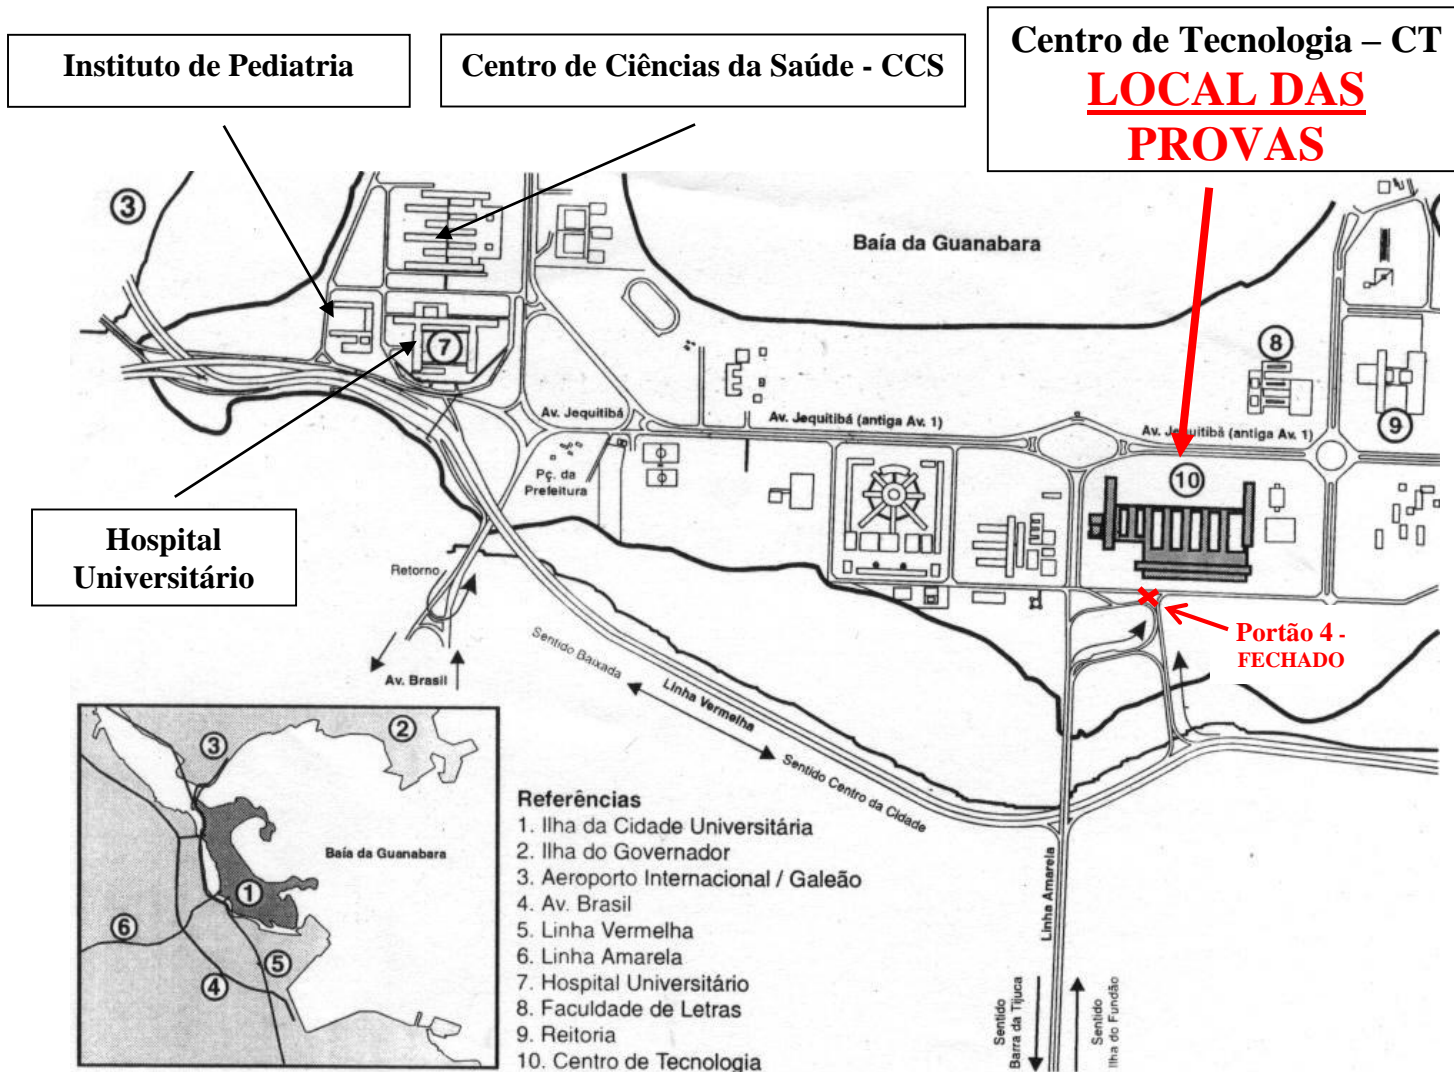 Instituto de Pediatria
Centro de Ciências da Saúde - CCS
Centro de Tecnologia – CT
LOCAL DAS
PROVAS
3
Baía da Guanabara
7
8
9
Av. Jequitibá
Av. Jequitibá (antiga Av. 1)
Av. Jequitibá (antiga Av. 1)
10
Pç. da
Prefeitura
Hospital
Universitário
Retorno
Av. Brasil
Sentido Baixada
Linha Vermelha
Sentido Centro da Cidade
Portão 4 -
FECHADO
Linha Amarela
Sentido
Barra da Tijuca
Sentido
Ilha do Fundão
2
3
Baía da Guanabara
1
6
5
4
Referências
1. Ilha da Cidade Universitária
2. Ilha do Governador
3. Aeroporto Internacional / Galeão
4. Av. Brasil
5. Linha Vermelha
6. Linha Amarela
7. Hospital Universitário
8. Faculdade de Letras
9. Reitoria
10. Centro de Tecnologia